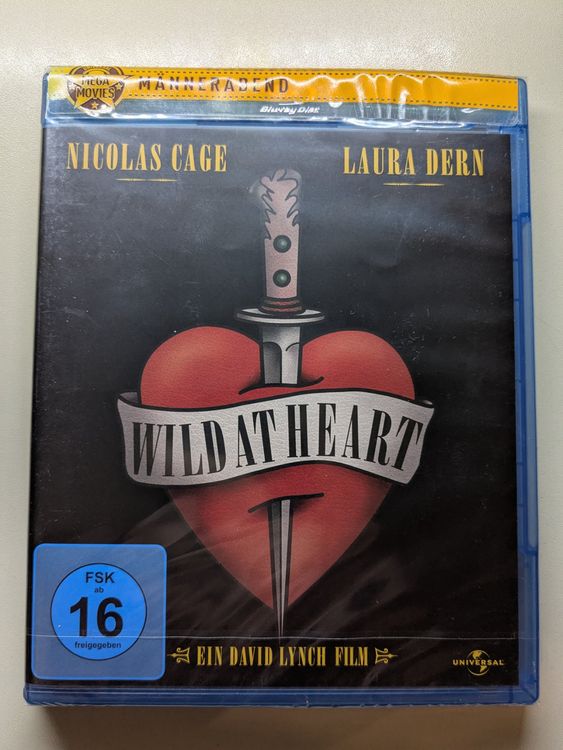 MEGA
MOVIES
MÄNNERABEND
Blu-ray Disc
NICOLAS CAGE
LAURA DERN
WILD AT HEART
FSK
ab
16
freigegeben
EIN DAVID LYNCH FILM
UNIVERSAL